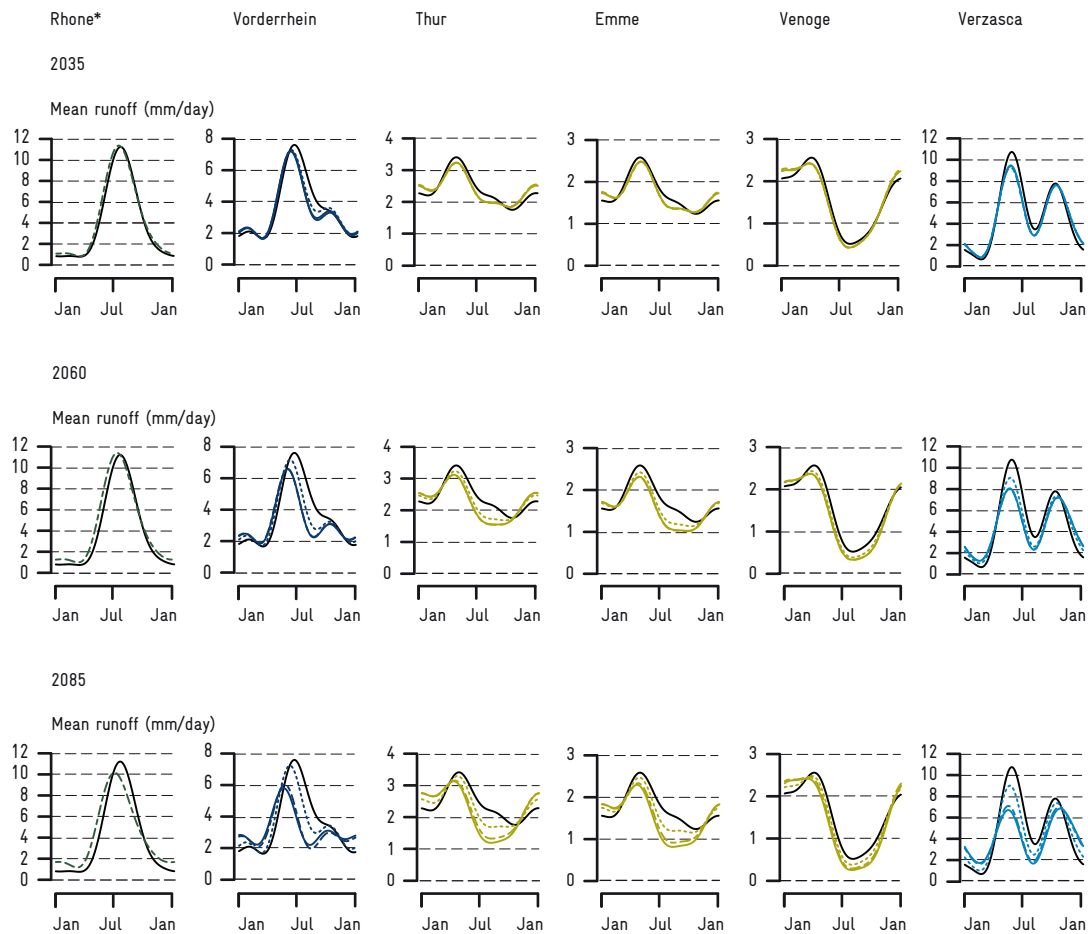 Rhone* Vorderrhein Thur Emme Venoge Verzasca
2035
Mean runoff (mm/day)
12 10 8 6 4 2 0
8 6 4 2 0
4 3 2 1 0
3 2 1 0
3 2 1 0
12 10 8 6 4 2 0
Jan Jul Jan Jan Jul Jan Jan Jul Jan Jan Jul Jan Jan Jul Jan Jan Jul Jan
2060
Mean runoff (mm/day)
12 10 8 6 4 2 0
8 6 4 2 0
4 3 2 1 0
3 2 1 0
3 2 1 0
12 10 8 6 4 2 0
Jan Jul Jan Jan Jul Jan Jan Jul Jan Jan Jul Jan Jan Jul Jan Jan Jul Jan
2085
Mean runoff (mm/day)
12 10 8 6 4 2 0
8 6 4 2 0
4 3 2 1 0
3 2 1 0
3 2 1 0
12 10 8 6 4 2 0
Jan Jul Jan Jan Jul Jan Jan Jul Jan Jan Jul Jan Jan Jul Jan Jan Jul Jan